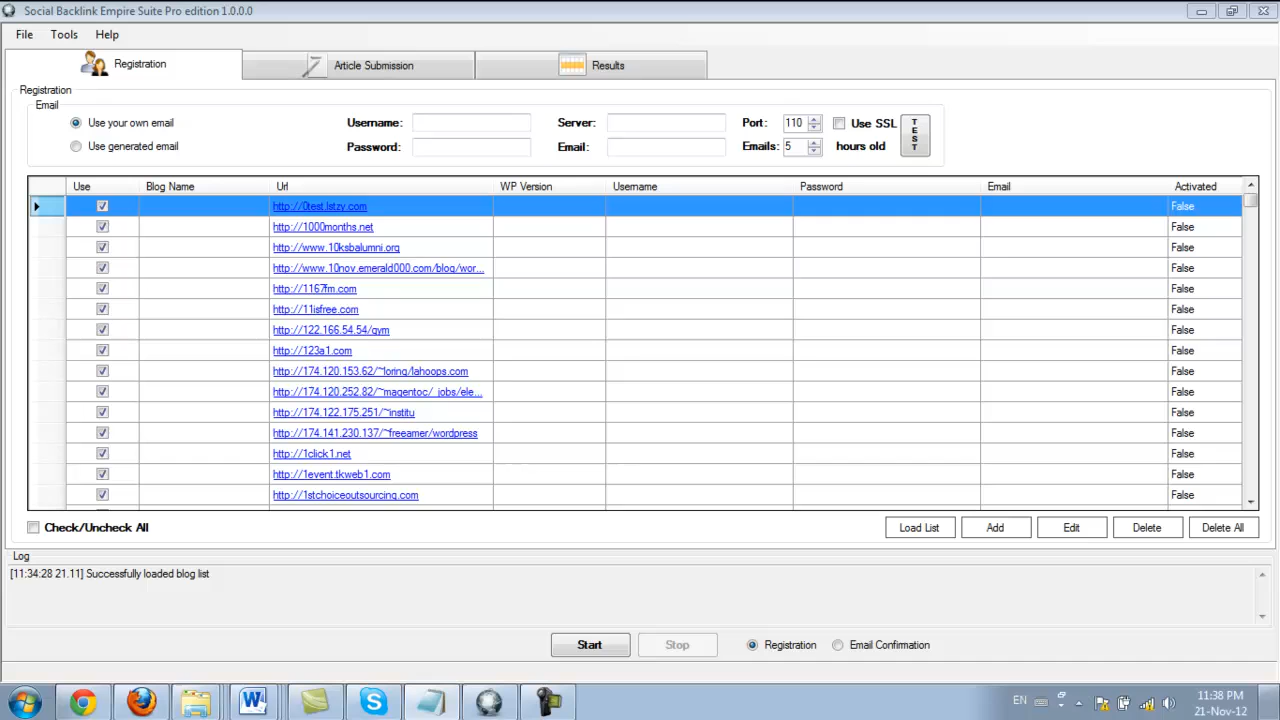 Social Backlink Empire Suite Pro edition 1.0.0.0
File Tools Help
Registration Article Submission Results
Registration
Email
Use your own email Username: Server: Port: 110 Use SSL TEST
Use generated email Password: Email: Emails: 5 hours old
Use Blog Name Url WP Version Username Password Email Activated
http://0test.lstzy.com False
http://1000months.net False
http://www.10ksbalumni.org False
http://www.10nov.emerald000.com/blog/wor... False
http://1167fm.com False
http://11isfree.com False
http://122.166.54.54/gym False
http://123a1.com False
http://174.120.153.62/~loring/lahoops.com False
http://174.120.252.82/~magentoc/_jobs/ele... False
http://174.122.175.251/~institu False
http://174.141.230.137/~freeamer/wordpress False
http://1click1.net False
http://1event.tkweb1.com False
http://1stchoiceoutsourcing.com False
Check/Uncheck All Load List Add Edit Delete Delete All
Log
[11:34:28 21.11] Successfully loaded blog list
Start Stop Registration Email Confirmation
EN 11:38 PM
21-Nov-12